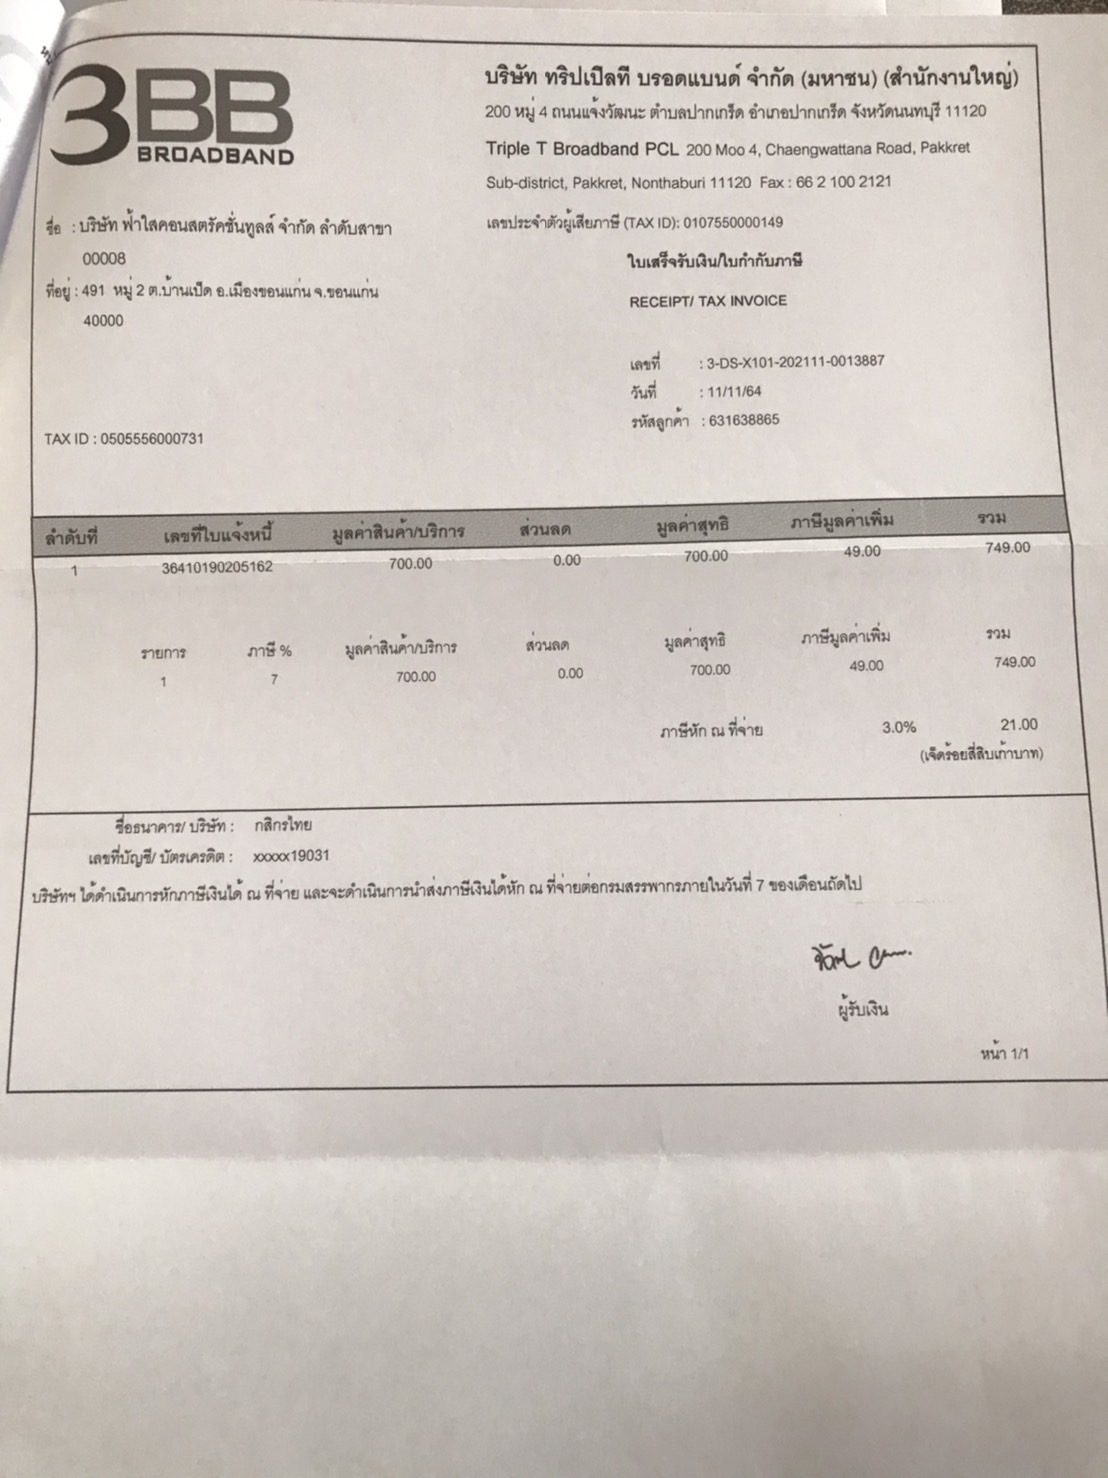 3BB
BROADBAND
บริษัท ทริปเปิลที บรอดแบนด์ จำกัด (มหาชน) (สำนักงานใหญ่)
200 หมู่ 4 ถนนแจ้งวัฒนะ ตำบลปากเกร็ด อำเภอปากเกร็ด จังหวัดนนทบุรี 11120
Triple T Broadband PCL 200 Moo 4, Chaengwattana Road, Pakkret
Sub-district, Pakkret, Nonthaburi 11120 Fax : 66 2 100 2121
เลขประจำตัวผู้เสียภาษี (TAX ID): 0107550000149
ชื่อ : บริษัท ฟ้าใสคอนสตรัคชั่นทูลส์ จำกัด ลำดับสาขา
00008
ที่อยู่ : 491 หมู่ 2 ต.บ้านเป็ด อ.เมืองขอนแก่น จ.ขอนแก่น
40000
ใบเสร็จรับเงิน/ใบกำกับภาษี
RECEIPT/ TAX INVOICE
เลขที่ : 3-DS-X101-202111-0013887
วันที่ : 11/11/64
รหัสลูกค้า : 631638865
TAX ID : 0505556000731
ลำดับที่ เลขที่ใบแจ้งหนี้ มูลค่าสินค้า/บริการ ส่วนลด มูลค่าสุทธิ ภาษีมูลค่าเพิ่ม รวม
1 36410190205162 700.00 0.00 700.00 49.00 749.00
รายการ ภาษี % มูลค่าสินค้า/บริการ ส่วนลด มูลค่าสุทธิ ภาษีมูลค่าเพิ่ม รวม
1 7 700.00 0.00 700.00 49.00 749.00
ภาษีหัก ณ ที่จ่าย 3.0% 21.00
(เจ็ดร้อยสี่สิบเก้าบาท)
ชื่อธนาคาร/ บริษัท : กสิกรไทย
เลขที่บัญชี/ บัตรเครดิต : xxxxx19031
บริษัทฯ ได้ดำเนินการหักภาษีเงินได้ ณ ที่จ่าย และจะดำเนินการนำส่งภาษีเงินได้หัก ณ ที่จ่ายต่อกรมสรรพากรภายในวันที่ 7 ของเดือนถัดไป
ผู้รับเงิน
หน้า 1/1